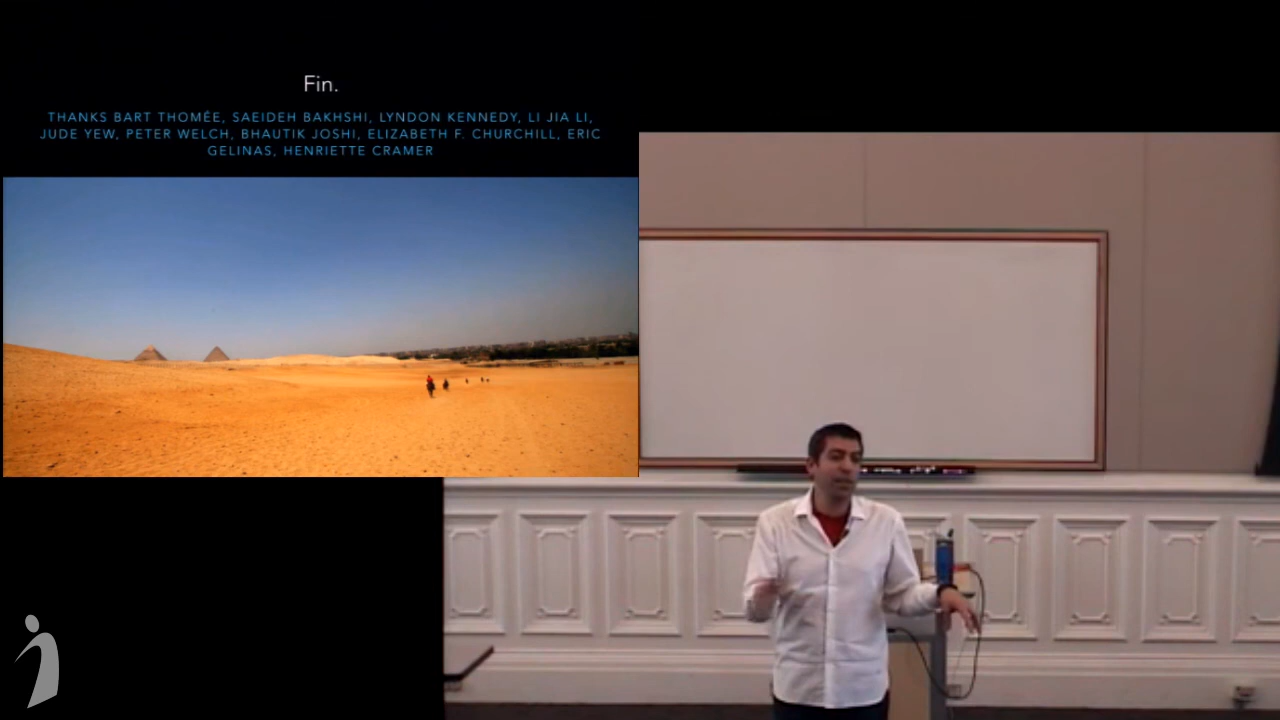 Fin.
THANKS BART THOMÉE, SAEIDEH BAKHSHI, LYNDON KENNEDY, LI JIA LI,
JUDE YEW, PETER WELCH, BHAUTIK JOSHI, ELIZABETH F. CHURCHILL, ERIC
GELINAS, HENRIETTE CRAMER